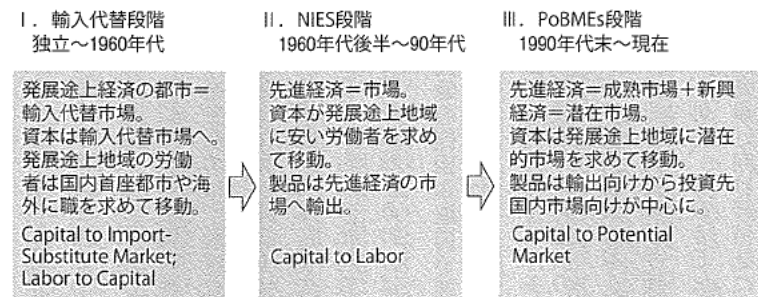 Ⅰ．輸入代替段階
独立～1960年代
発展途上経済の都市＝
輸入代替市場。
資本は輸入代替市場へ。
発展途上地域の労働
者は国内首座都市や海
外に職を求めて移動。
Capital to Import-
Substitute Market;
Labor to Capital
Ⅱ．NIES段階
1960年代後半～90年代
先進経済＝市場。
資本が発展途上地域
に安い労働者を求め
て移動。
製品は先進経済の市
場へ輸出。
Capital to Labor
Ⅲ．PoBMEs段階
1990年代末～現在
先進経済＝成熟市場＋新興
経済＝潜在市場。
資本は発展途上地域に潜在
的市場を求めて移動。
製品は輸出向けから投資先
国内市場向けが中心に。
Capital to Potential
Market